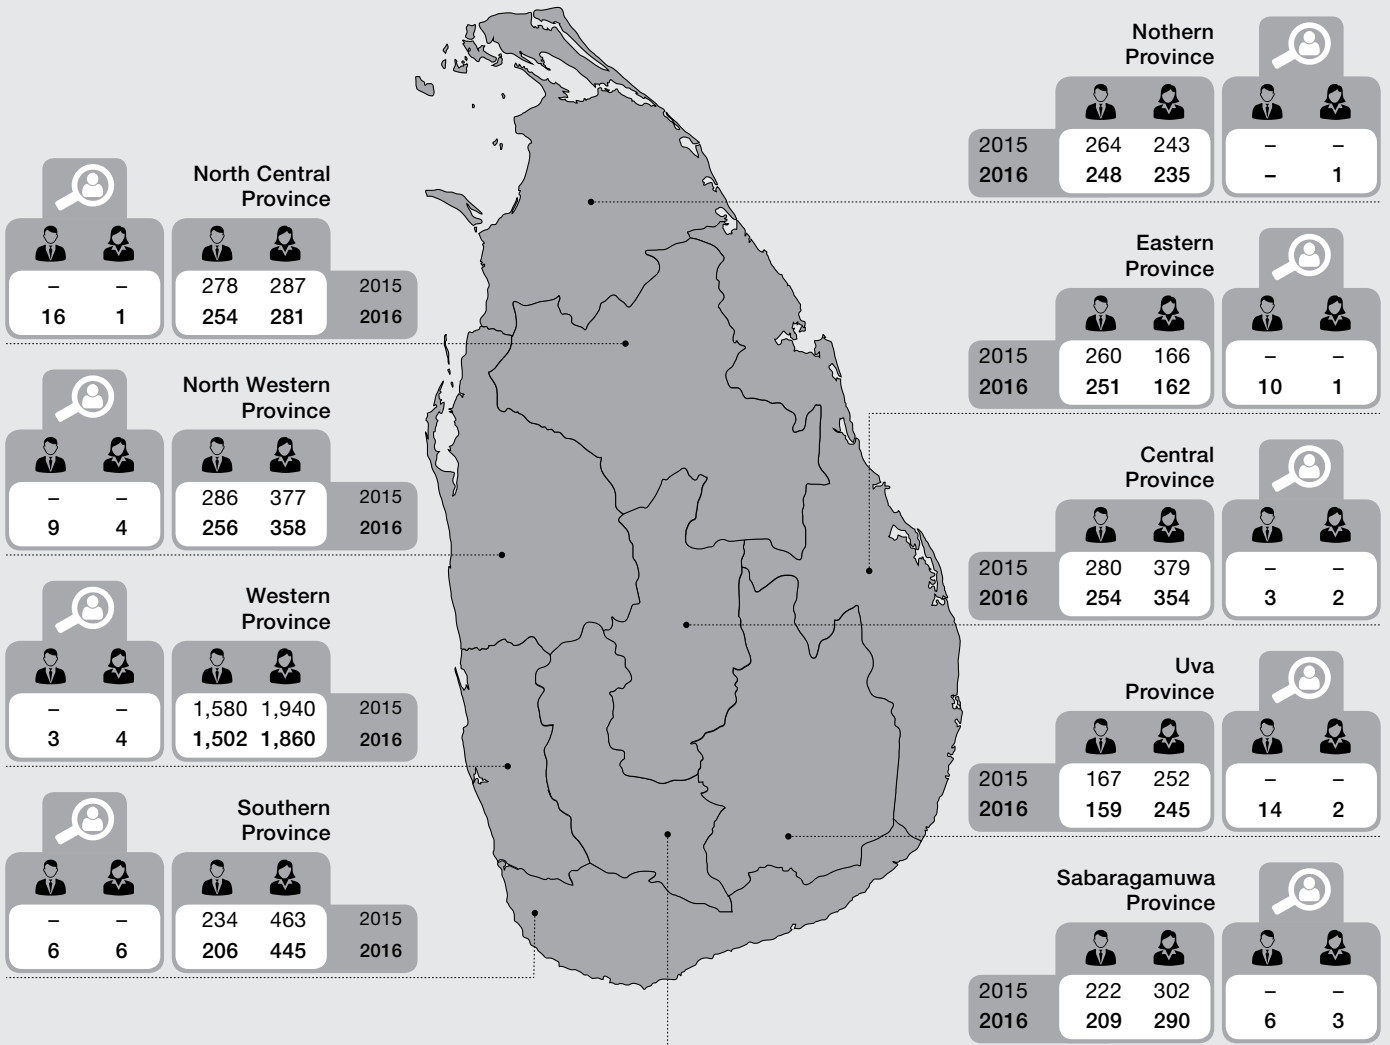 North Central
Province
– – 278 287 2015
16 1 254 281 2016
North Western
Province
– – 286 377 2015
9 4 256 358 2016
Western
Province
– – 1,580 1,940 2015
3 4 1,502 1,860 2016
Southern
Province
– – 234 463 2015
6 6 206 445 2016
Nothern
Province
2015 264 243 – –
2016 248 235 – 1
Eastern
Province
2015 260 166 – –
2016 251 162 10 1
Central
Province
2015 280 379 – –
2016 254 354 3 2
Uva
Province
2015 167 252 – –
2016 159 245 14 2
Sabaragamuwa
Province
2015 222 302 – –
2016 209 290 6 3